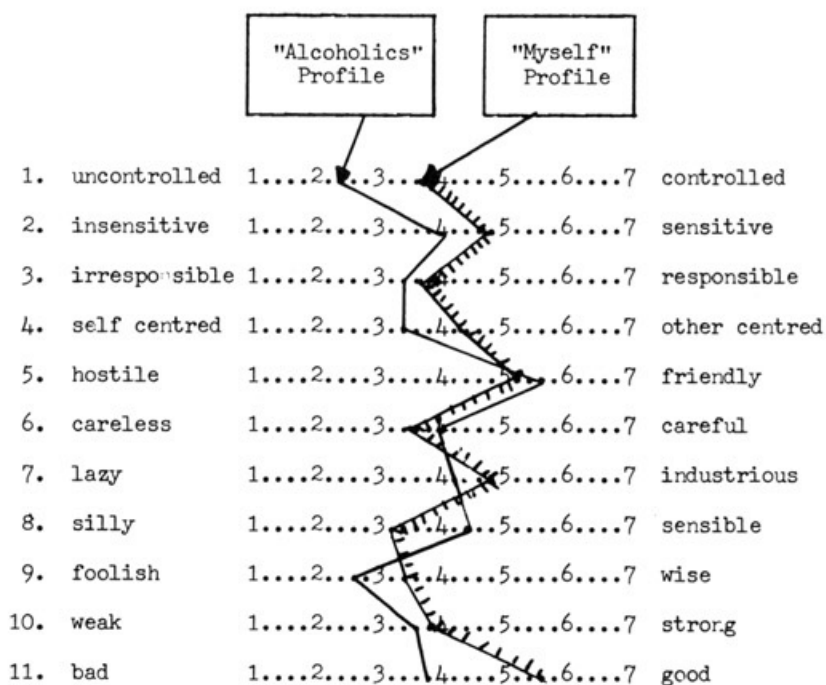 "Alcoholics" Profile
"Myself" Profile
1. uncontrolled 1....2....3....4....5....6....7 controlled
2. insensitive 1....2....3....4....5....6....7 sensitive
3. irresponsible 1....2....3....4....5....6....7 responsible
4. self centred 1....2....3....4....5....6....7 other centred
5. hostile 1....2....3....4....5....6....7 friendly
6. careless 1....2....3....4....5....6....7 careful
7. lazy 1....2....3....4....5....6....7 industrious
8. silly 1....2....3....4....5....6....7 sensible
9. foolish 1....2....3....4....5....6....7 wise
10. weak 1....2....3....4....5....6....7 strong
11. bad 1....2....3....4....5....6....7 good